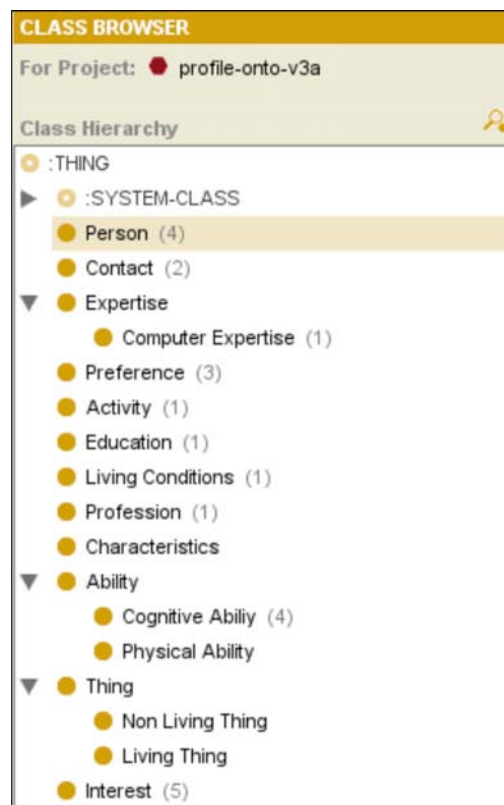 CLASS BROWSER
For Project: profile-onto-v3a
Class Hierarchy
:THING
:SYSTEM-CLASS
Person (4)
Contact (2)
Expertise
Computer Expertise (1)
Preference (3)
Activity (1)
Education (1)
Living Conditions (1)
Profession (1)
Characteristics
Ability
Cognitive Abiliy (4)
Physical Ability
Thing
Non Living Thing
Living Thing
Interest (5)